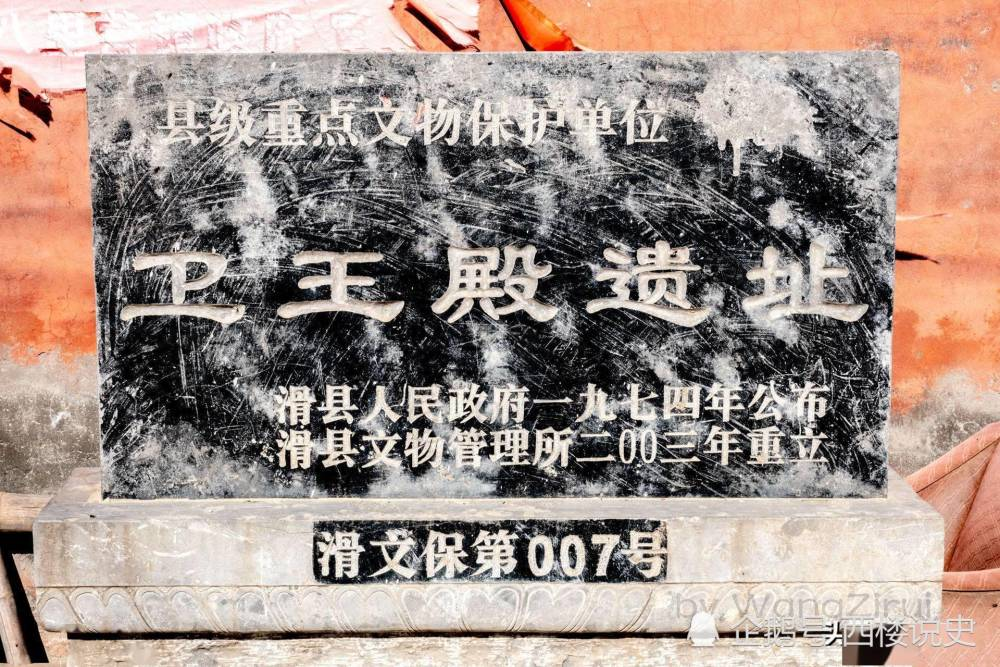 县级重点文物保护单位
卫王殿遗址
滑县人民政府一九七四年公布
滑县文物管理所二00三年重立
滑文保第007号
by WangZirui
企鹅号 西楼说史